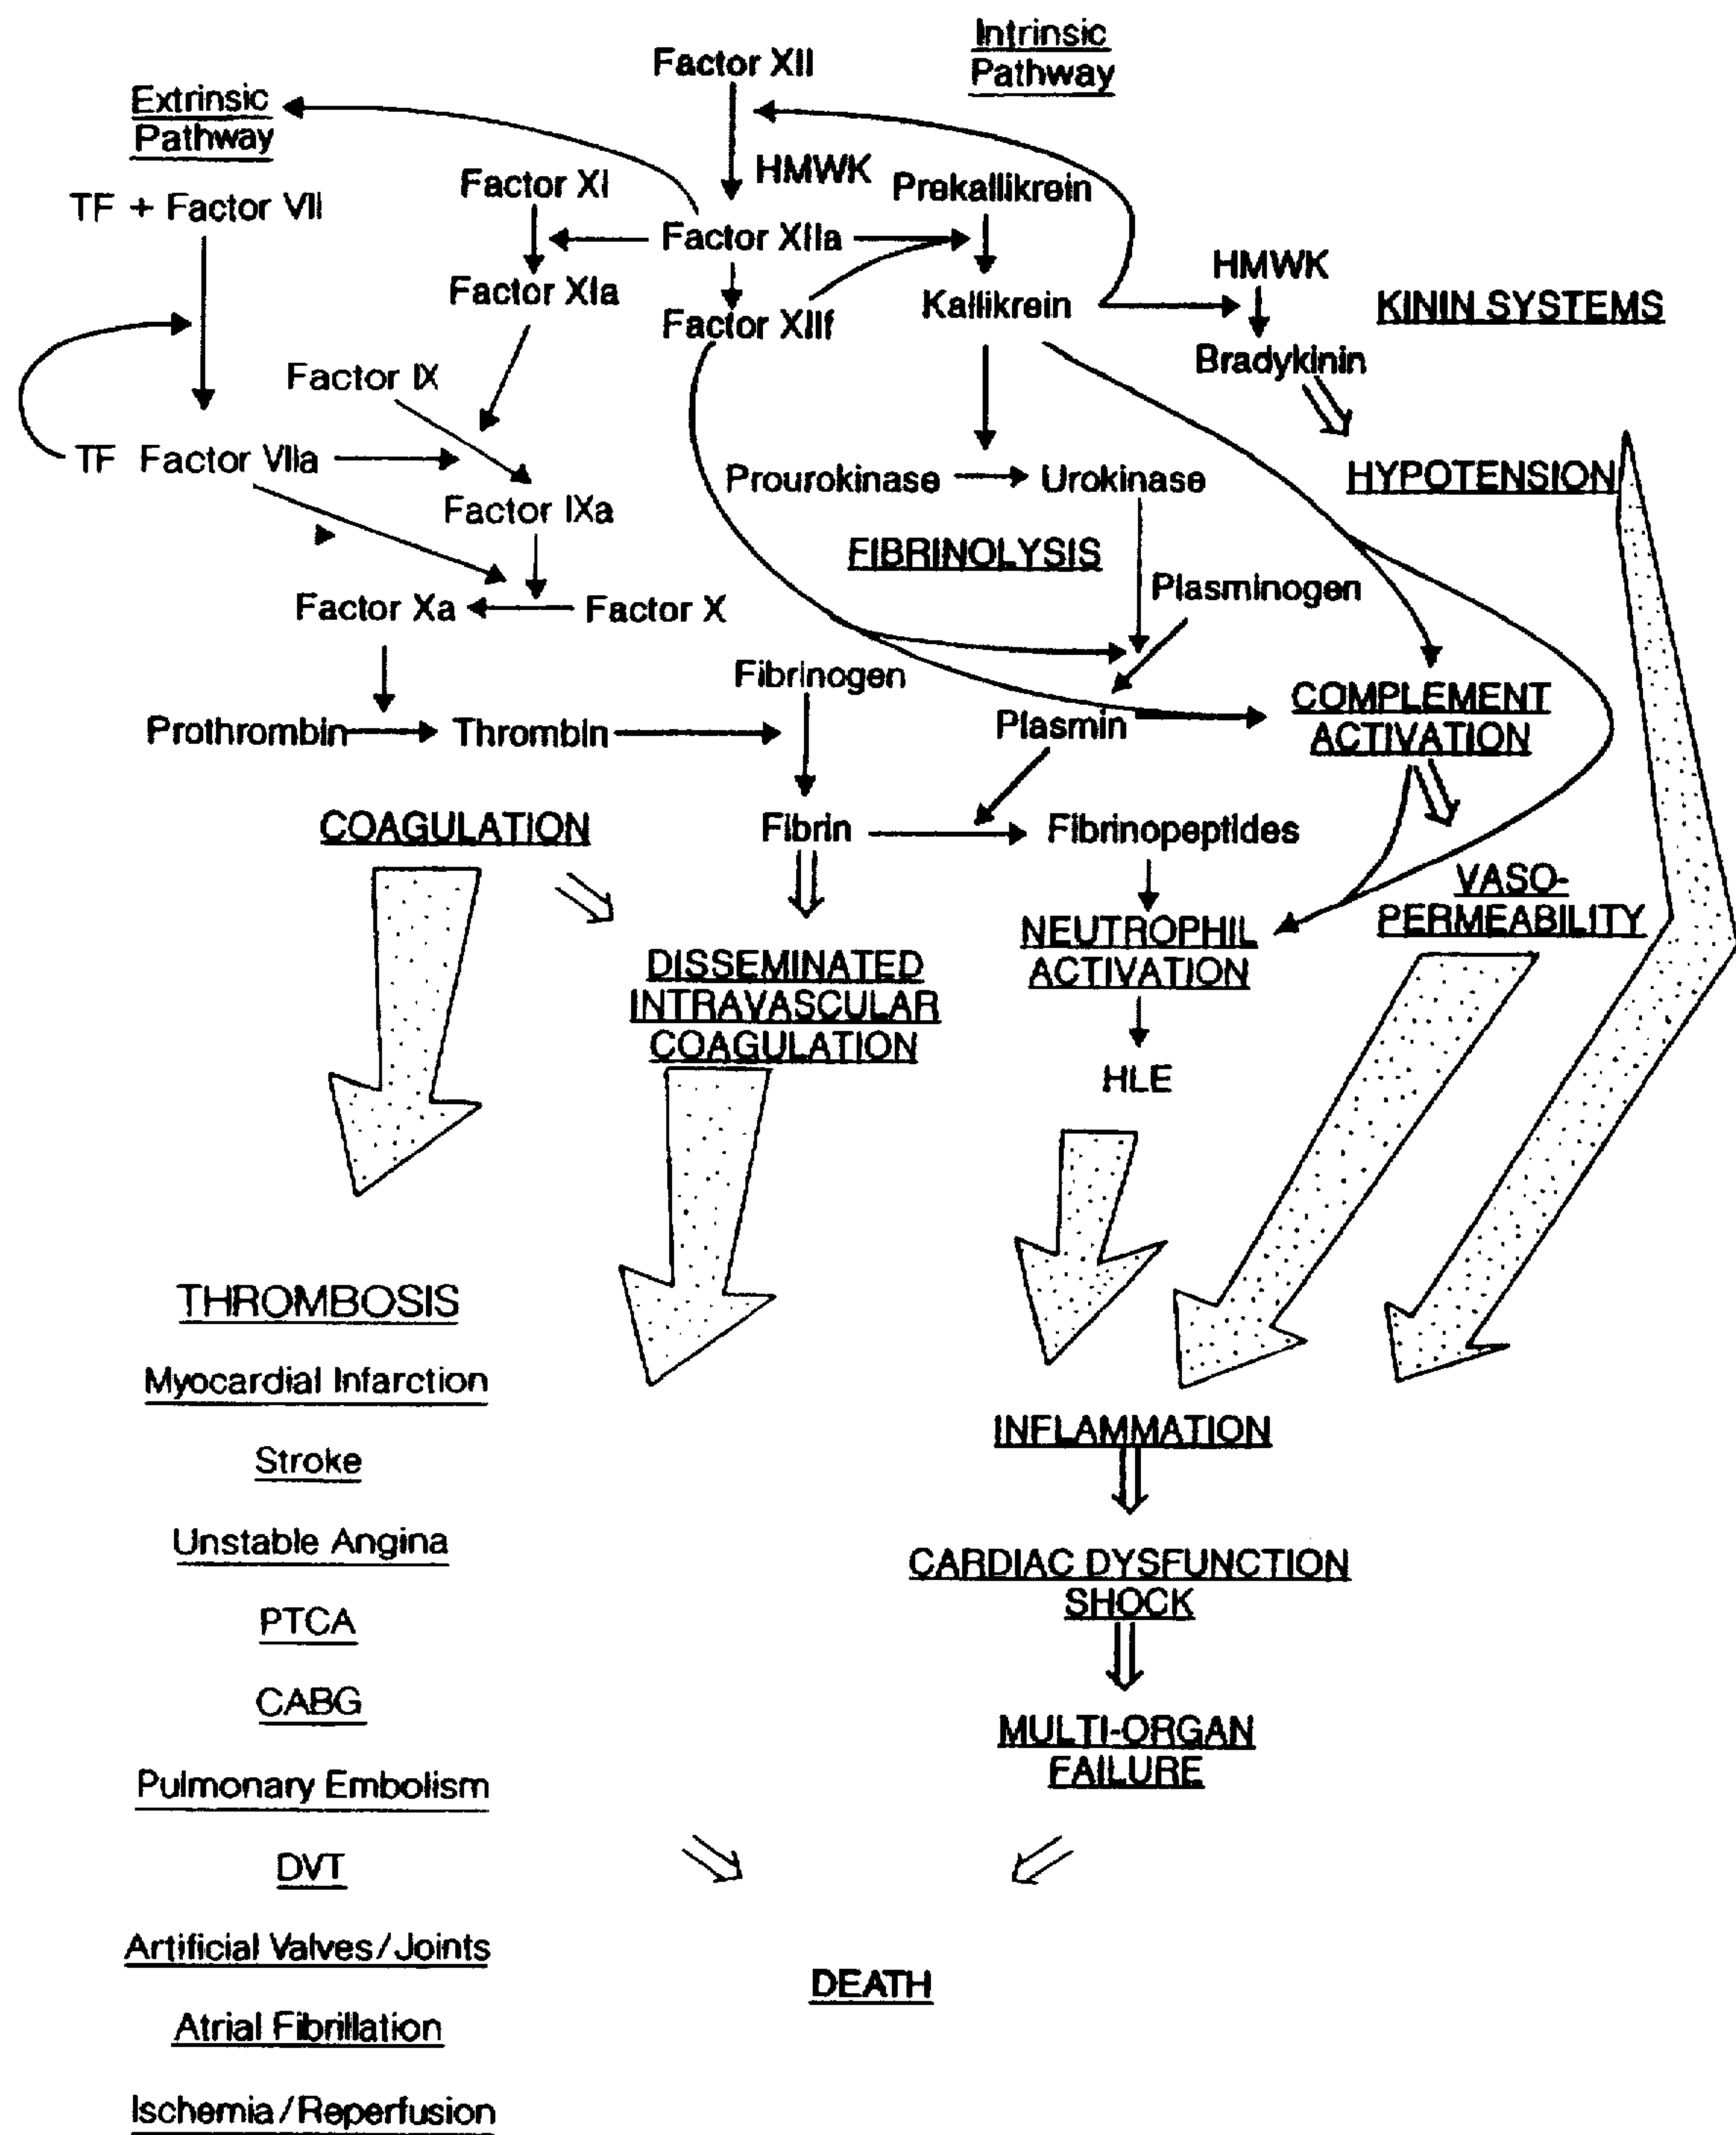 Intrinsic
Pathway
Factor XII
Extrinsic
Pathway
HMWK
Factor XI
Prekallikrein
TF + Factor VII
Factor XIIa
HMWK
Factor XIa
Kallikrein
KININ SYSTEMS
Factor XIIf
Bradykinin
Factor IX
TF Factor VIIa
Prourokinase
Urokinase
HYPOTENSION
Factor IXa
FIBRINOLYSIS
Plasminogen
Factor Xa
Factor X
Fibrinogen
COMPLEMENT
ACTIVATION
Prothrombin
Thrombin
Plasmin
COAGULATION
Fibrin
Fibrinopeptides
VASO-
PERMEABILITY
NEUTROPHIL
ACTIVATION
DISSEMINATED
INTRAVASCULAR
COAGULATION
HLE
THROMBOSIS
Myocardial Infarction
Stroke
Unstable Angina
PTCA
CABG
Pulmonary Embolism
DVT
Artificial Valves/Joints
Atrial Fibrillation
Ischemia/Reperfusion
INFLAMMATION
CARDIAC DYSFUNCTION
SHOCK
MULTI-ORGAN
FAILURE
DEATH